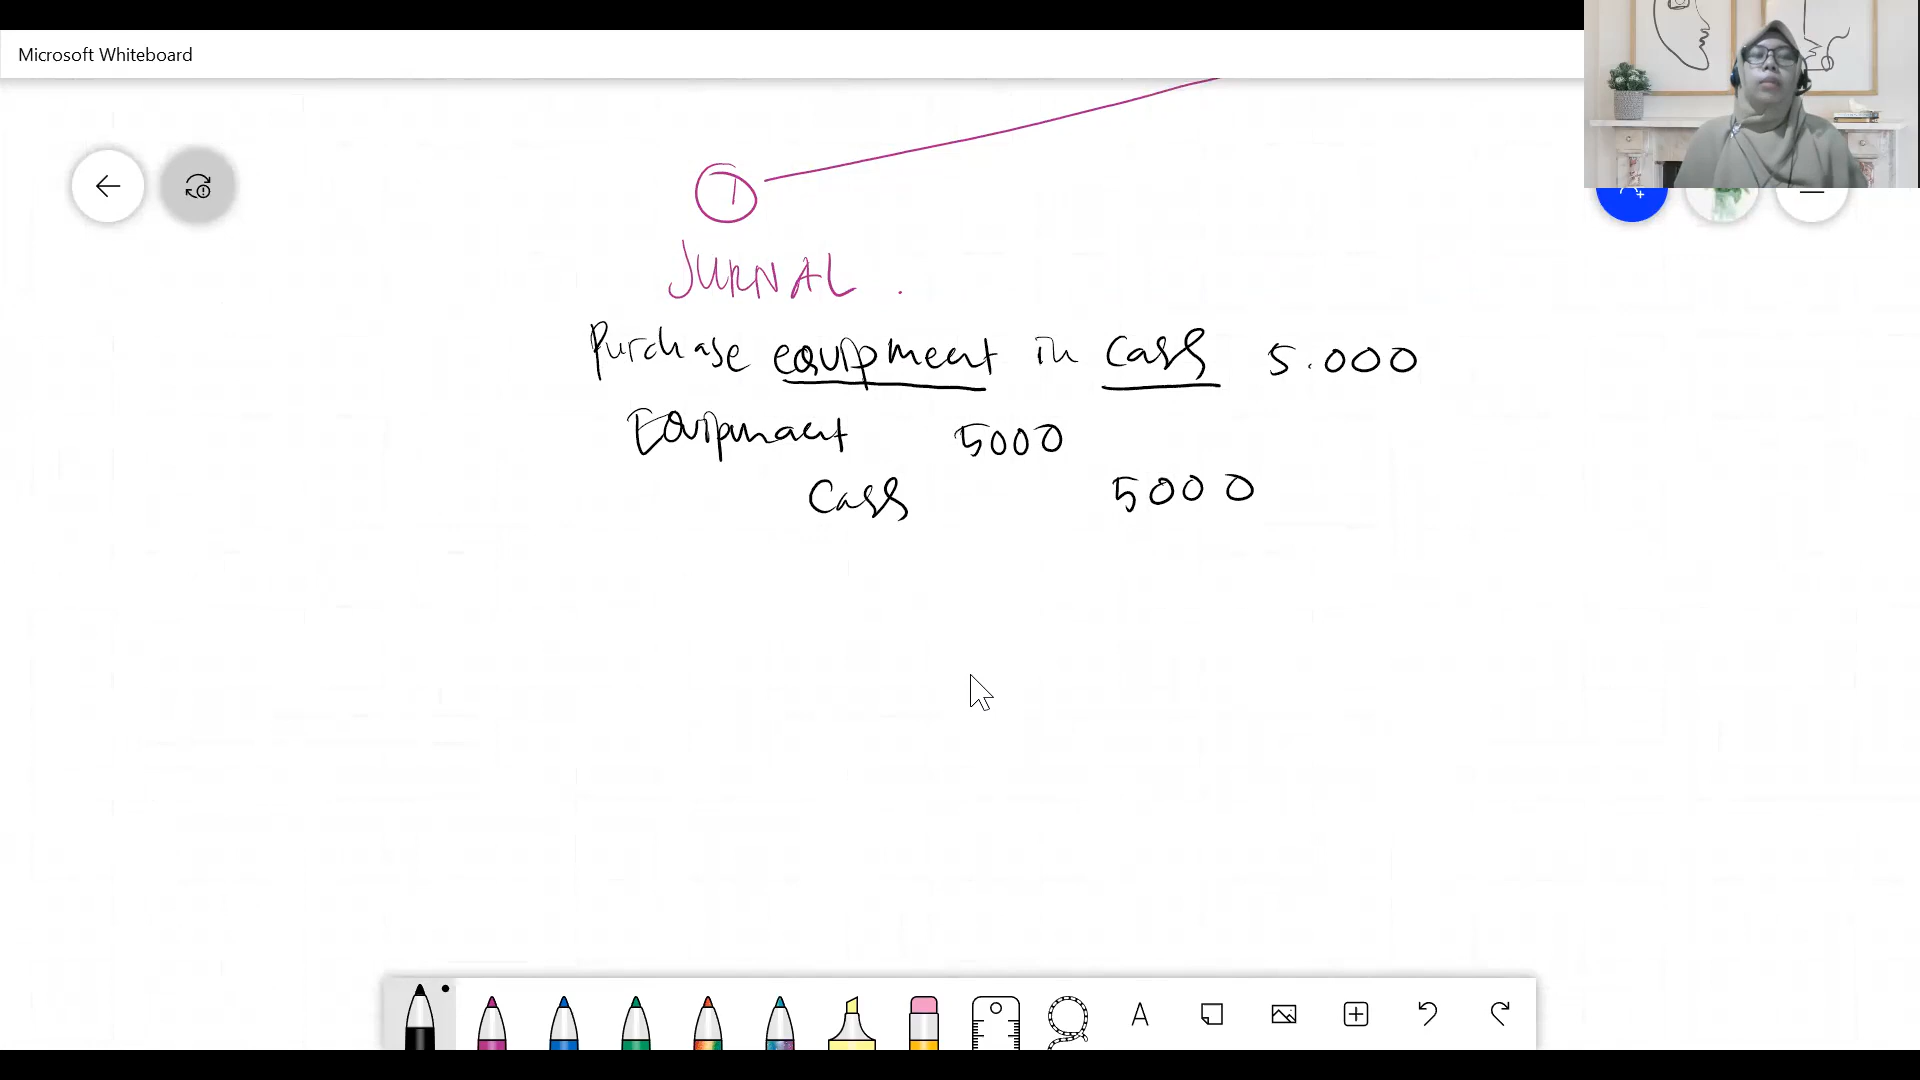 Microsoft Whiteboard
1
JURNAL .
Purchase equipment in Cash 5.000
Equipment 5000
Cash 5000
A